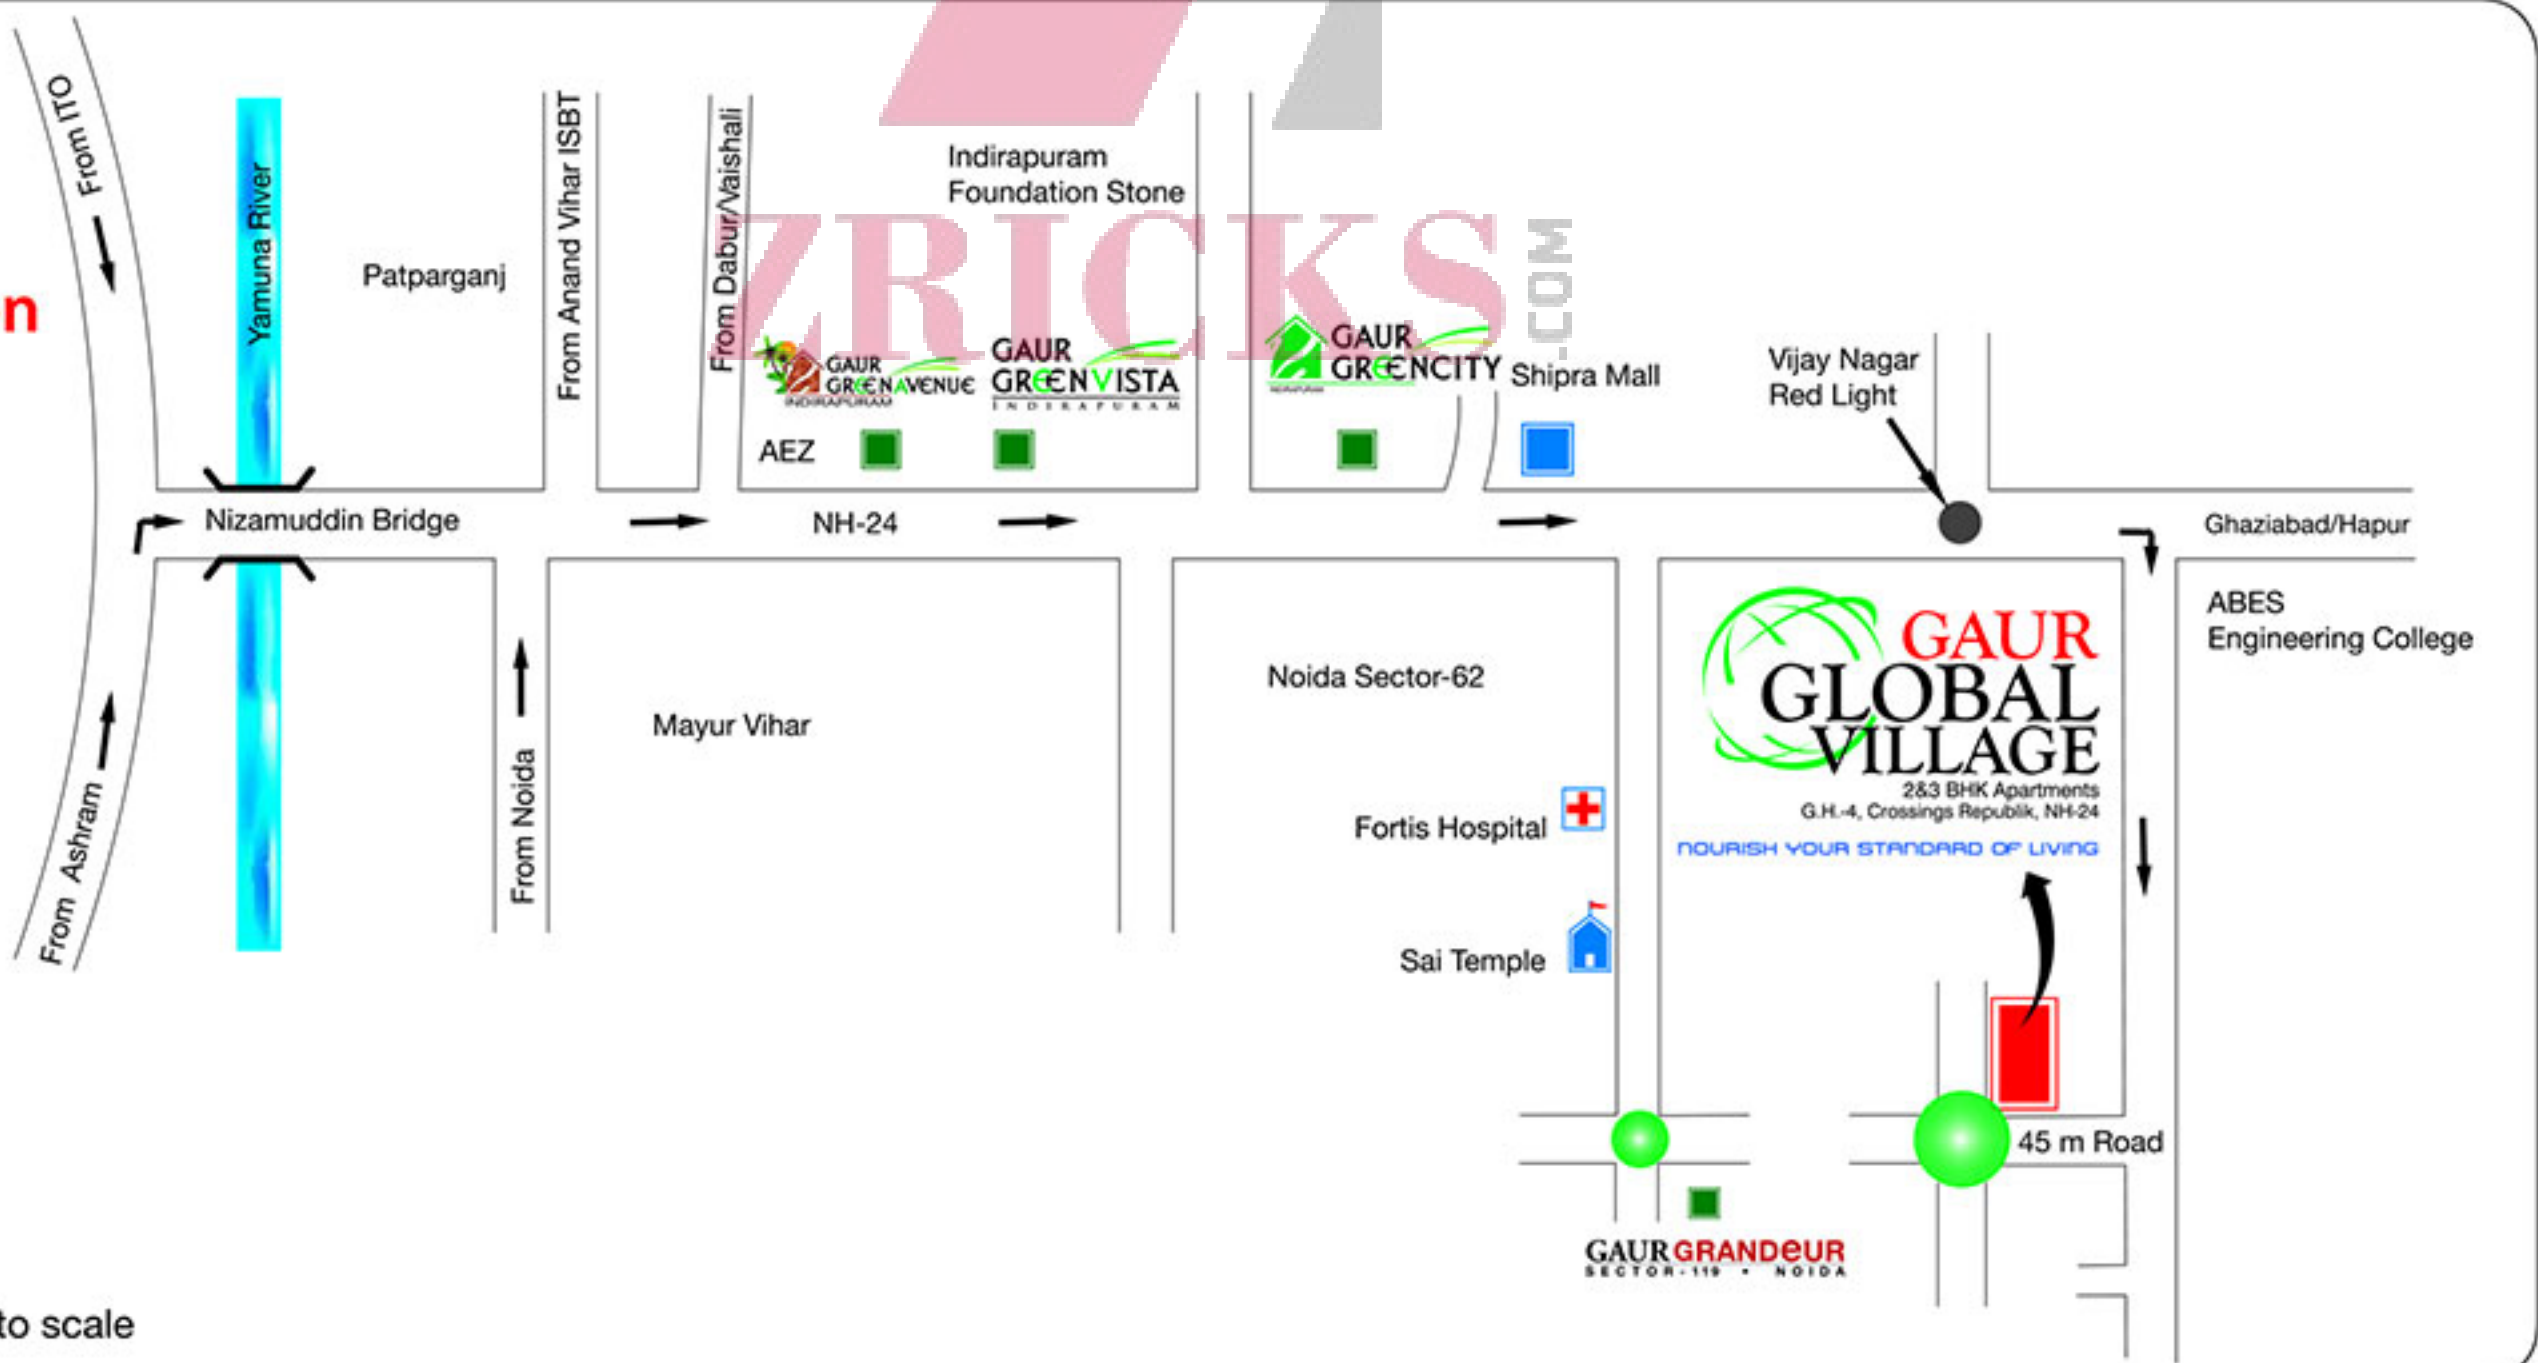 From ITO
Yamuna River
Patparganj
From Anand Vihar ISBT
From Dabur/Vaishali
Indirapuram
Foundation Stone
ZRICKS
.COM
n
GAUR
GREENAVENUE
INDIRAPURAM
GAUR
GREENVISTA
INDIRAPURAM
GAUR
GREENCITY
INDIRAPURAM
Shipra Mall
Vijay Nagar
Red Light
AEZ
Nizamuddin Bridge
NH-24
Ghaziabad/Hapur
From Ashram
From Noida
Mayur Vihar
Noida Sector-62
Fortis Hospital
Sai Temple
GAUR
GLOBAL
VILLAGE
2&3 BHK Apartments
G.H.-4, Crossings Republik, NH-24
NOURISH YOUR STANDARD OF LIVING
ABES
Engineering College
45 m Road
GAUR GRANDEUR
SECTOR-119 • NOIDA
to scale